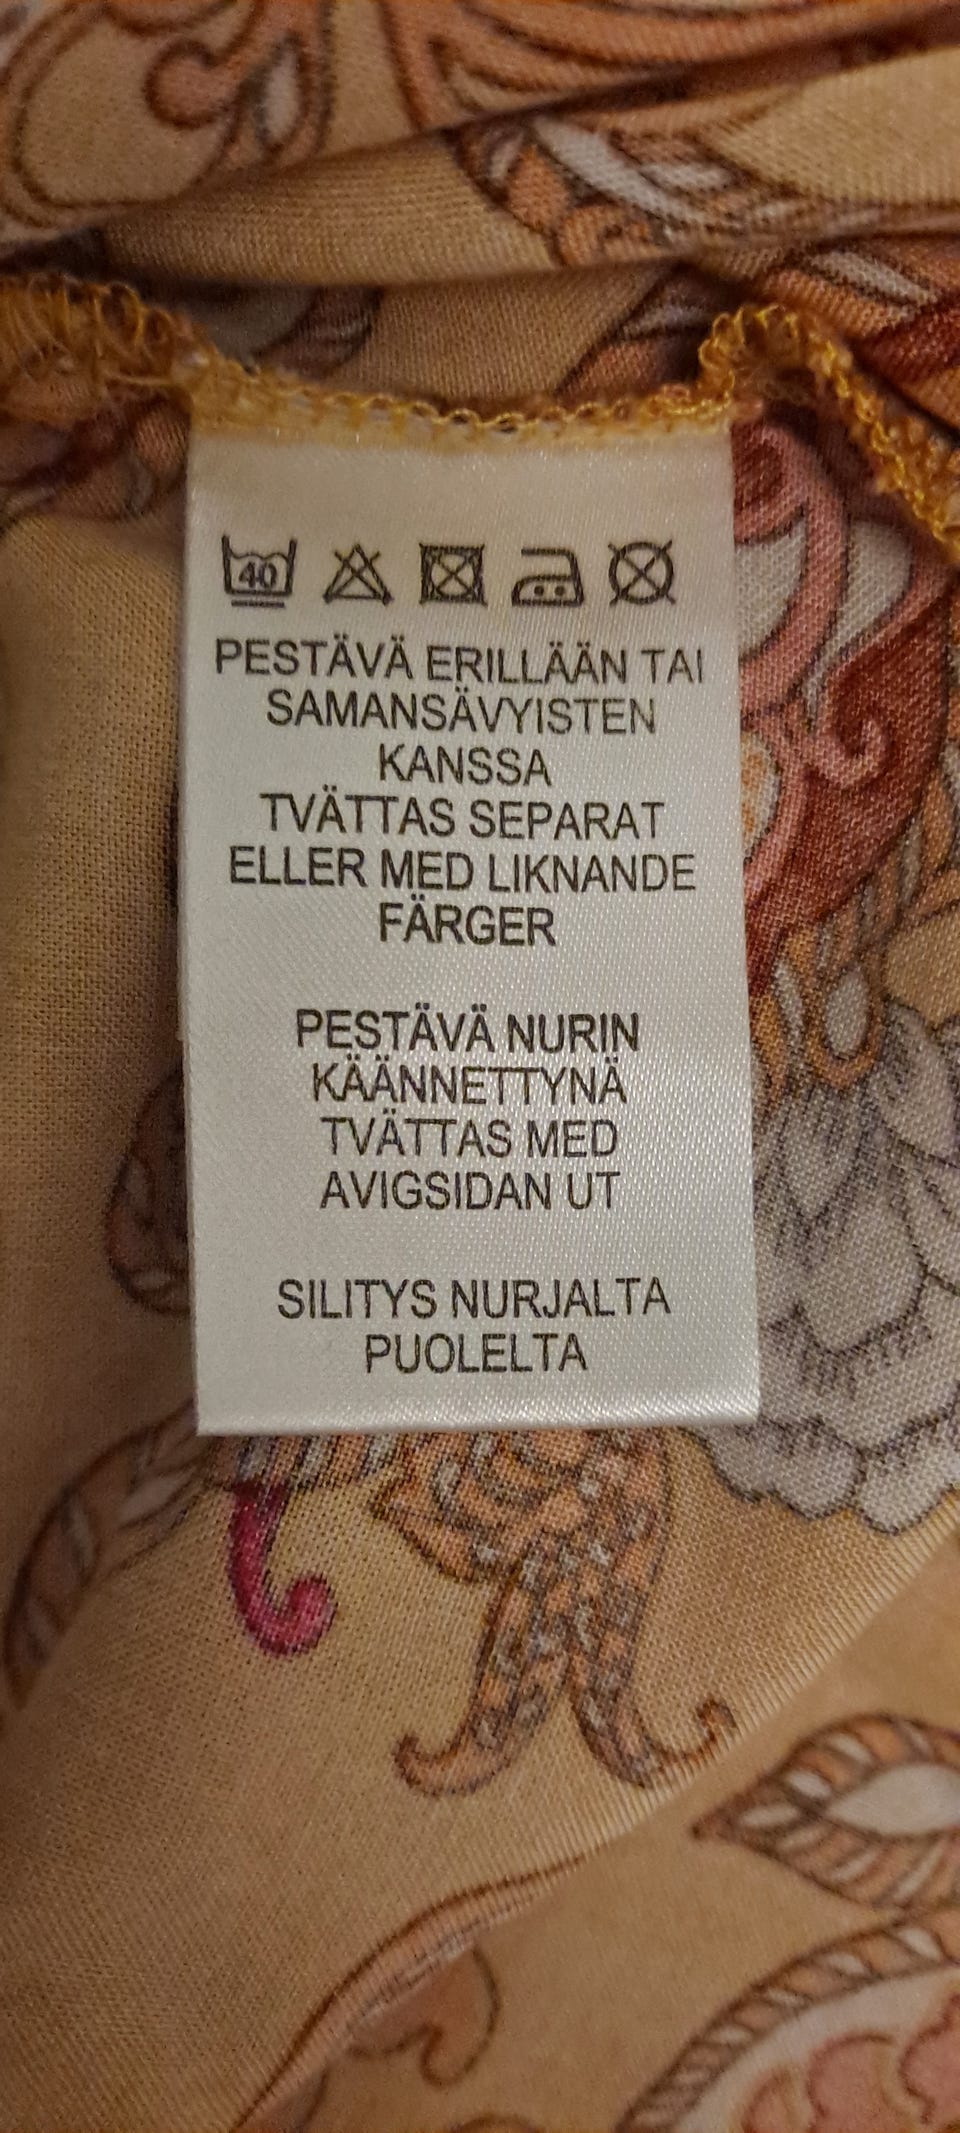 40
PESTÄVÄ ERILLÄÄN TAI
SAMANSÄVYISTEN
KANSSA
TVÄTTAS SEPARAT
ELLER MED LIKNANDE
FÄRGER
PESTÄVÄ NURIN
KÄÄNNETTYNÄ
TVÄTTAS MED
AVIGSIDAN UT
SILITYS NURJALTA
PUOLELTA